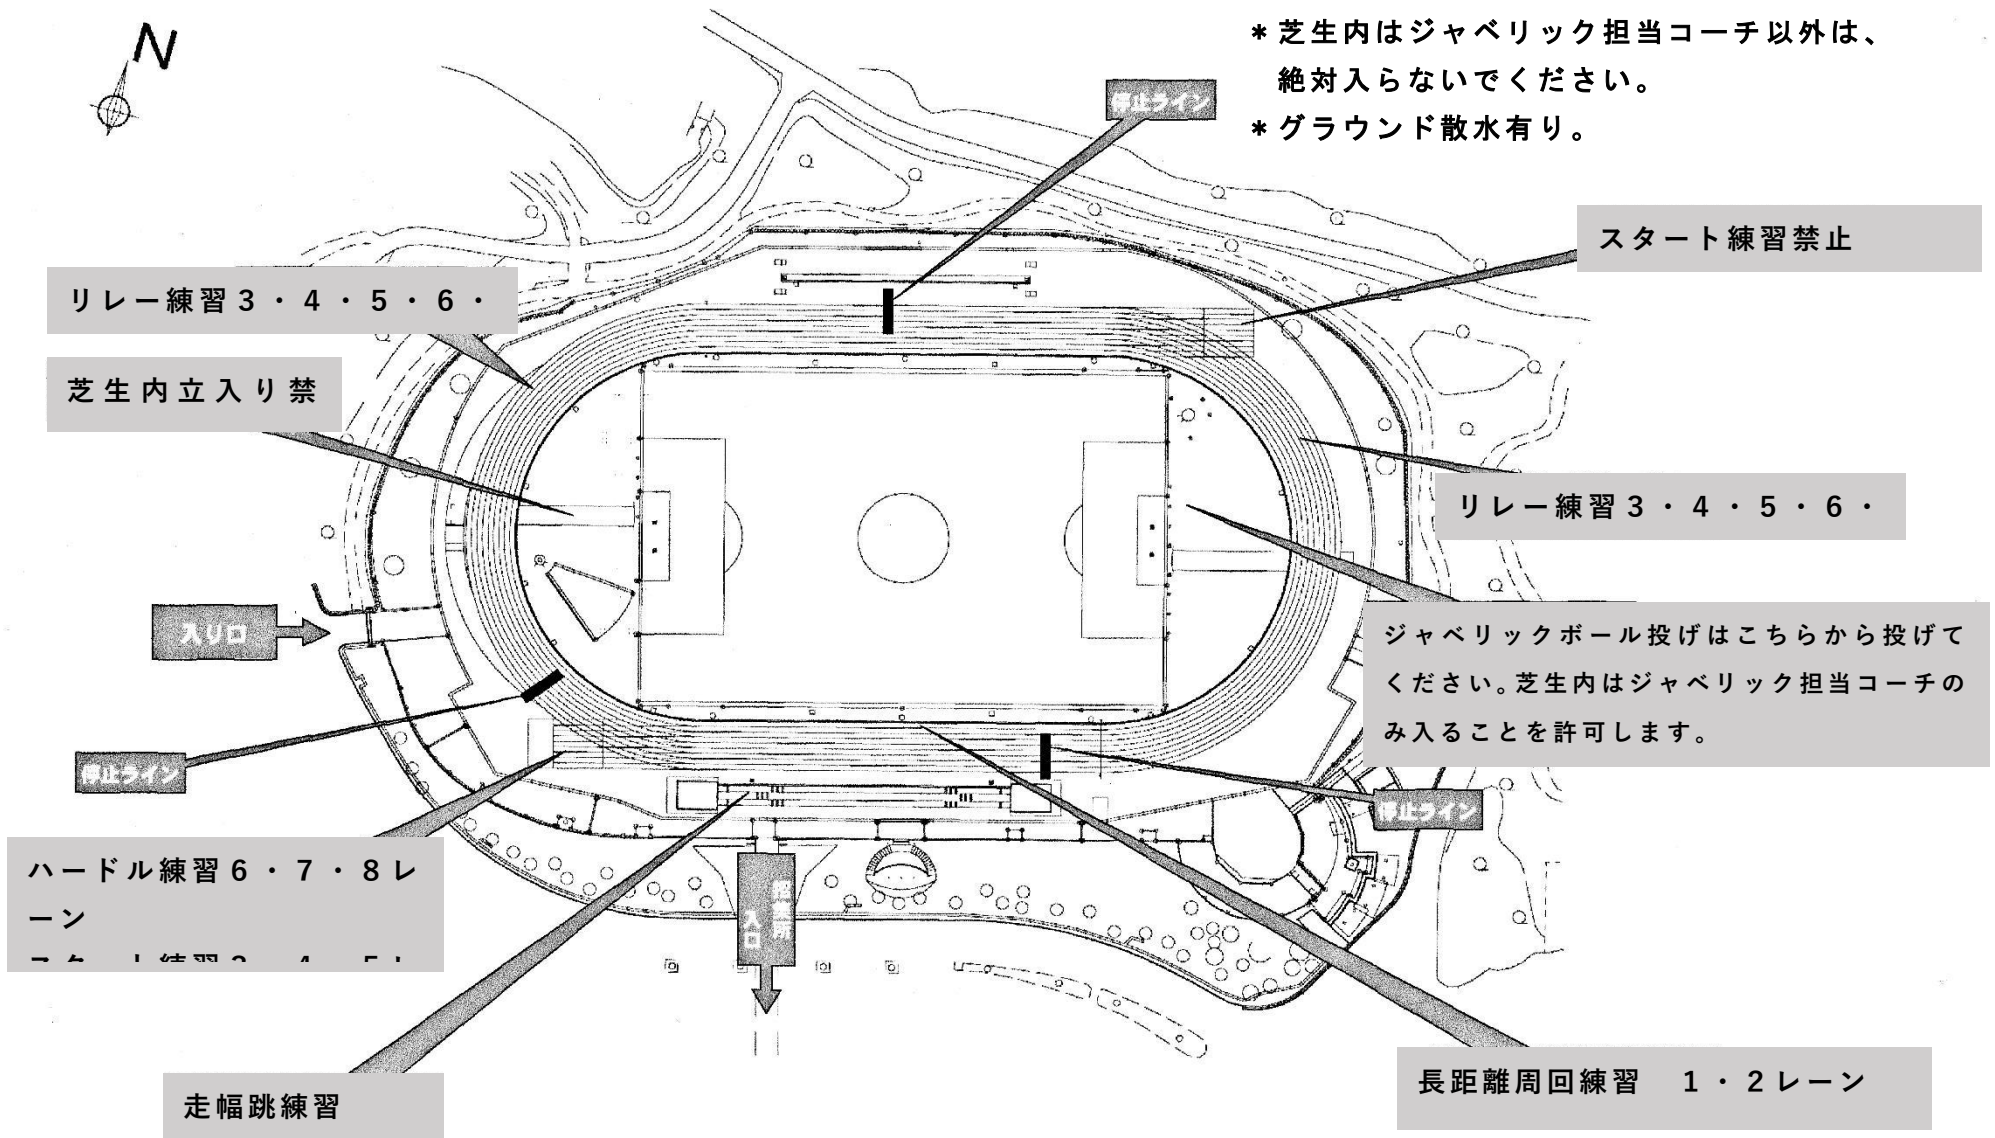 N
＊芝生内はジャベリック担当コーチ以外は、
絶対入らないでください。
＊グラウンド散水有り。
停止ライン
スタート練習禁止
リレー練習３・４・５・６・
芝生内立入り禁
リレー練習３・４・５・６・
入り口
ジャベリックボール投げはこちらから投げて
ください。芝生内はジャベリック担当コーチの
み入ることを許可します。
停止ライン
停止ライン
ハードル練習６・７・８レ
ーン
招集所
入口
走幅跳練習
長距離周回練習　１・２レーン